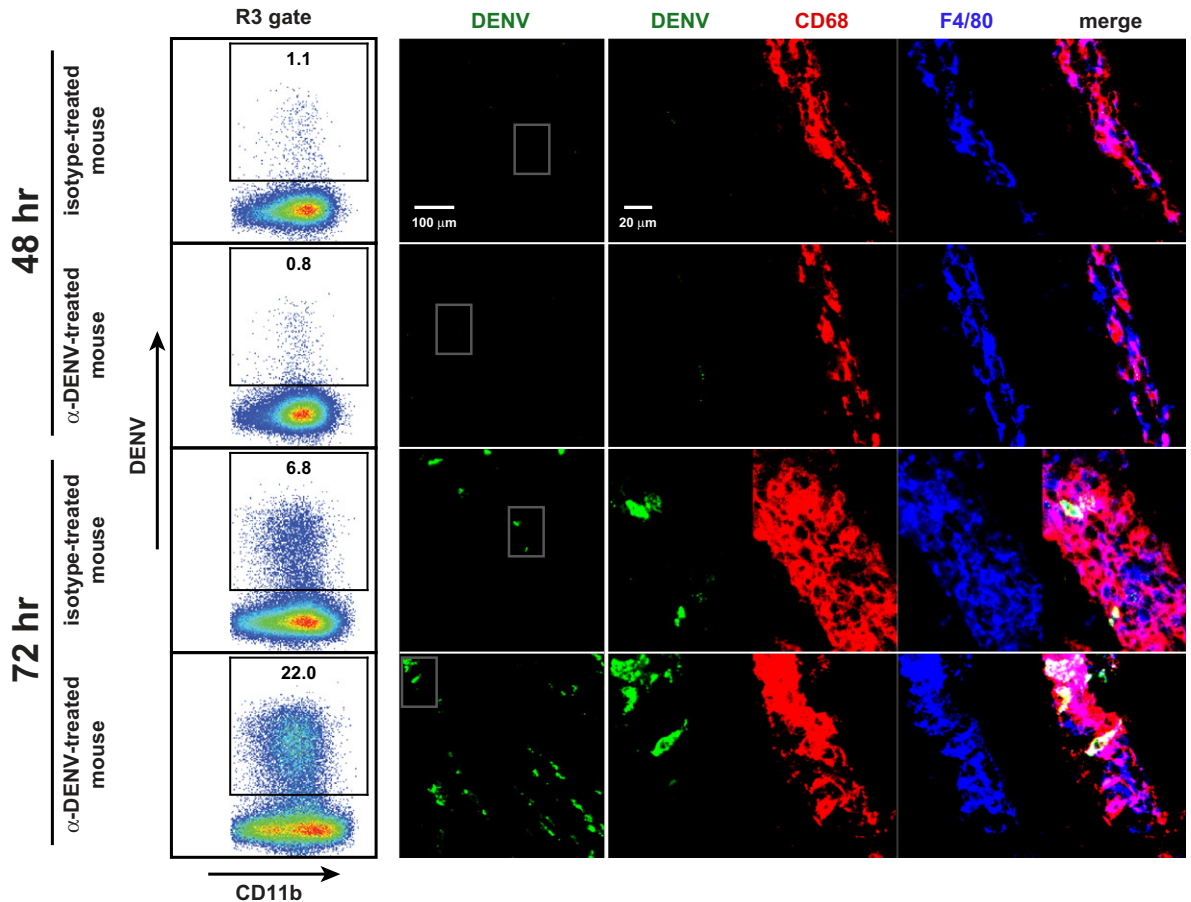 R3 gate
DENV
DENV
CD68
F4/80
merge
48 hr
isotype-treated
mouse
1.1
100 μm
20 μm
α-DENV-treated
mouse
0.8
DENV
72 hr
isotype-treated
mouse
6.8
α-DENV-treated
mouse
22.0
CD11b